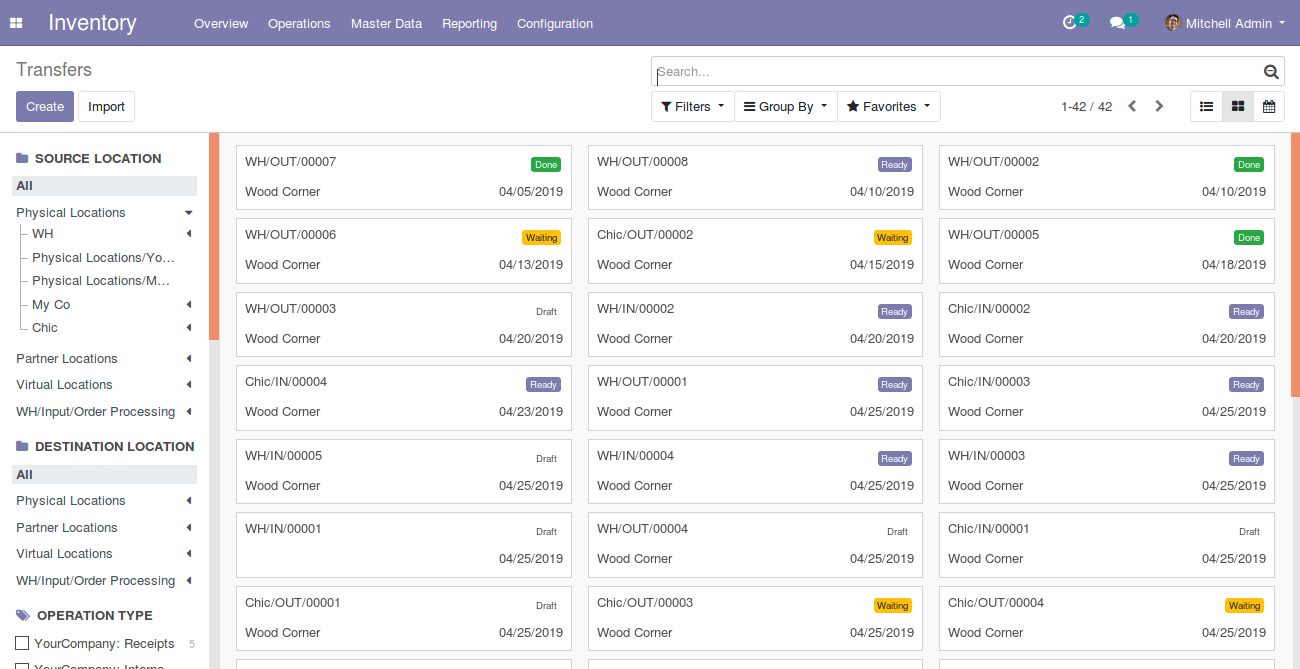 Inventory Overview Operations Master Data Reporting Configuration 2 1 Mitchell Admin
Transfers
Search...
Create Import Filters Group By Favorites 1-42 / 42
SOURCE LOCATION
All
Physical Locations
WH
Physical Locations/Yo...
Physical Locations/M...
My Co
Chic
Partner Locations
Virtual Locations
WH/Input/Order Processing
DESTINATION LOCATION
All
Physical Locations
Partner Locations
Virtual Locations
WH/Input/Order Processing
OPERATION TYPE
YourCompany: Receipts 5
WH/OUT/00007 Done
Wood Corner 04/05/2019
WH/OUT/00008 Ready
Wood Corner 04/10/2019
WH/OUT/00002 Done
Wood Corner 04/10/2019
WH/OUT/00006 Waiting
Wood Corner 04/13/2019
Chic/OUT/00002 Waiting
Wood Corner 04/15/2019
WH/OUT/00005 Done
Wood Corner 04/18/2019
WH/OUT/00003 Draft
Wood Corner 04/20/2019
WH/IN/00002 Ready
Wood Corner 04/20/2019
Chic/IN/00002 Ready
Wood Corner 04/20/2019
Chic/IN/00004 Ready
Wood Corner 04/23/2019
WH/OUT/00001 Ready
Wood Corner 04/25/2019
Chic/IN/00003 Ready
Wood Corner 04/25/2019
WH/IN/00005 Draft
Wood Corner 04/25/2019
WH/IN/00004 Ready
Wood Corner 04/25/2019
WH/IN/00003 Ready
Wood Corner 04/25/2019
WH/IN/00001 Draft
04/25/2019
WH/OUT/00004 Draft
Wood Corner 04/25/2019
Chic/IN/00001 Draft
Wood Corner 04/25/2019
Chic/OUT/00001 Draft
Wood Corner 04/25/2019
Chic/OUT/00003 Waiting
Wood Corner 04/25/2019
Chic/OUT/00004 Waiting
Wood Corner 04/25/2019